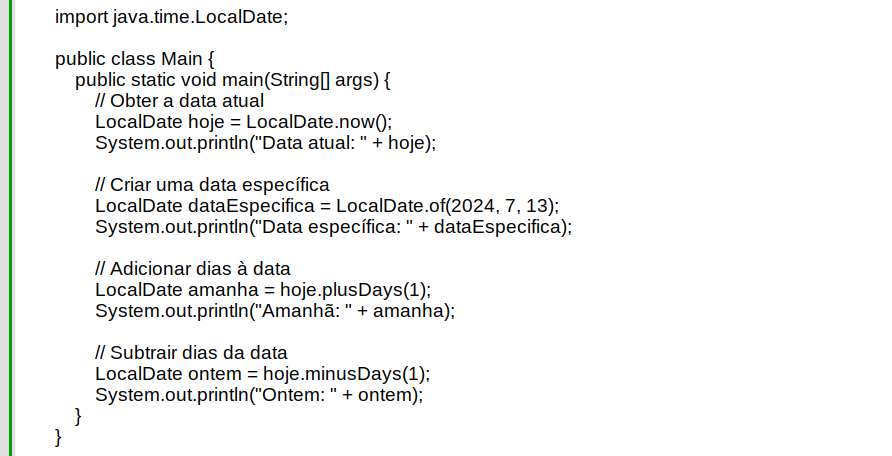 import java.time.LocalDate;
public class Main {
public static void main(String[] args) {
// Obter a data atual
LocalDate hoje = LocalDate.now();
System.out.println("Data atual: " + hoje);
// Criar uma data específica
LocalDate dataEspecifica = LocalDate.of(2024, 7, 13);
System.out.println("Data específica: " + dataEspecifica);
// Adicionar dias à data
LocalDate amanha = hoje.plusDays(1);
System.out.println("Amanhã: " + amanha);
// Subtrair dias da data
LocalDate ontem = hoje.minusDays(1);
System.out.println("Ontem: " + ontem);
}
}